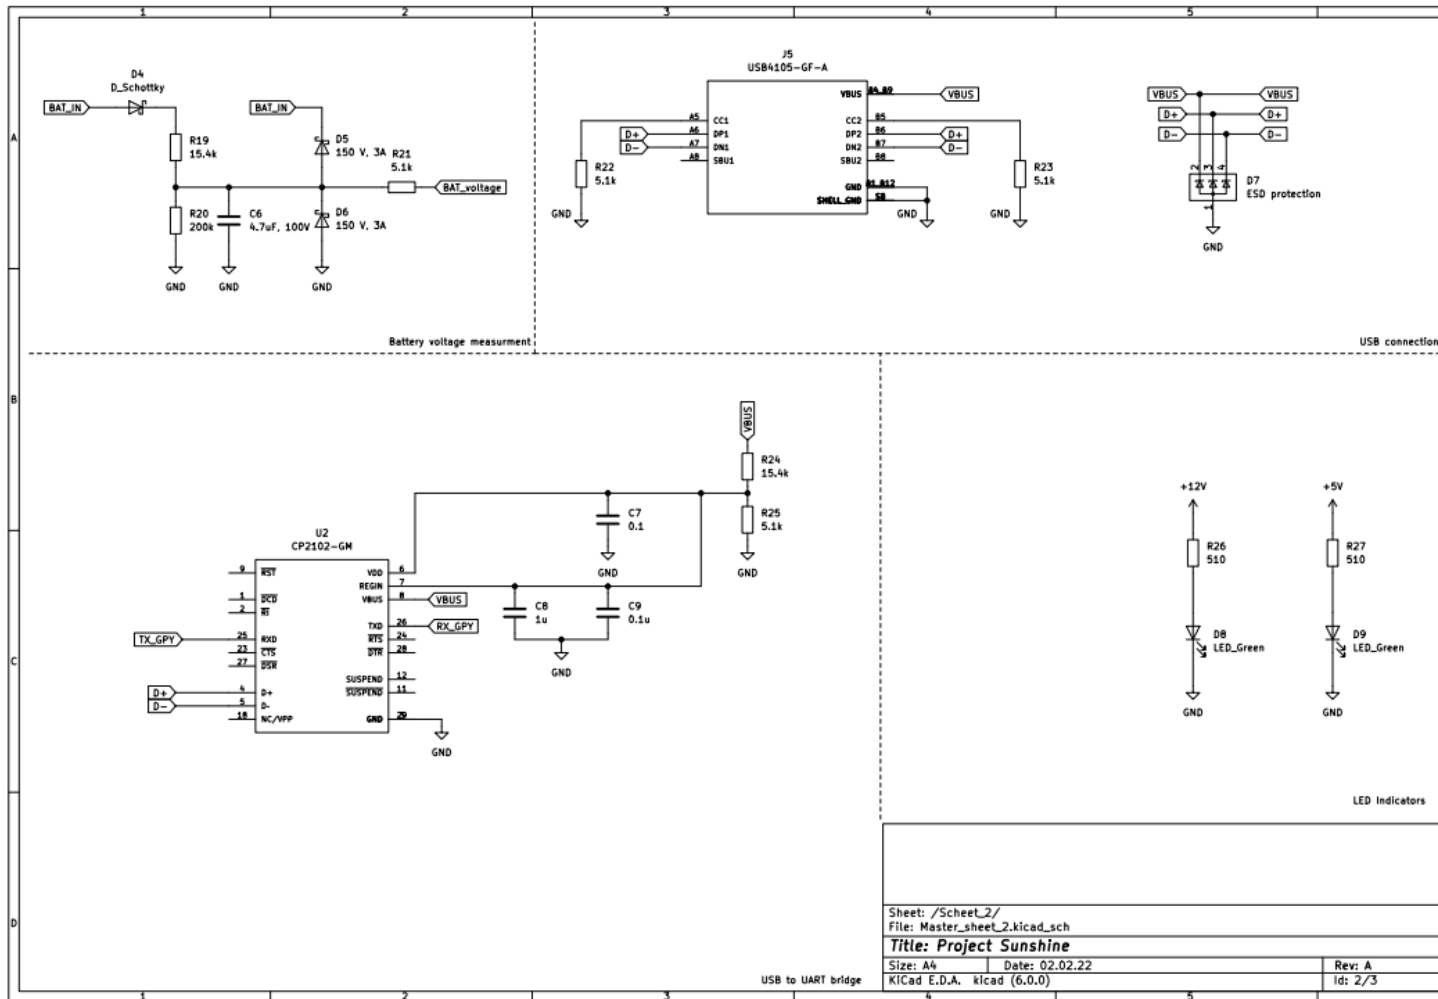 1 2 3 4 5
A
B
C
D
D4
D_Schottky
BAT_IN
BAT_IN
R19
15.4k
D5
150 V, 3A
R21
5.1k
BAT_voltage
R20
200k
C6
4.7uF, 100V
D6
150 V, 3A
GND
GND
GND
Battery voltage measurment
J5
USB4105-GF-A
VBUS
VBUS
A5
CC1
CC2
B5
D+
A6
DP1
DP2
B6
D+
D-
A7
DN1
DN2
B7
D-
A8
SBU1
SBU2
B8
GND
SHELL_GND
R22
5.1k
R23
5.1k
GND
GND
GND
VBUS
VBUS
D+
D+
D-
D-
2
3
4
1
D7
ESD protection
GND
USB connection
VBUS
R24
15.4k
C7
0.1
R25
5.1k
GND
GND
U2
CP2102-GM
9
RST
VDD
6
REGIN
7
1
DCD
VBUS
8
VBUS
2
RI
TX_GPY
25
RXD
TXD
26
RX_GPY
23
CTS
RTS
24
27
DSR
DTR
28
SUSPEND
12
D+
4
D+
SUSPEND
11
D-
5
D-
18
NC/VPP
GND
29
GND
C8
1u
C9
0.1u
GND
USB to UART bridge
+12V
+5V
R26
510
R27
510
D8
LED_Green
D9
LED_Green
GND
GND
LED Indicators
Sheet: /Scheet_2/
File: Master_sheet_2.kicad_sch
Title: Project Sunshine
Size: A4 Date: 02.02.22 Rev: A
KiCad E.D.A. kicad (6.0.0) Id: 2/3
1 2 3 4 5